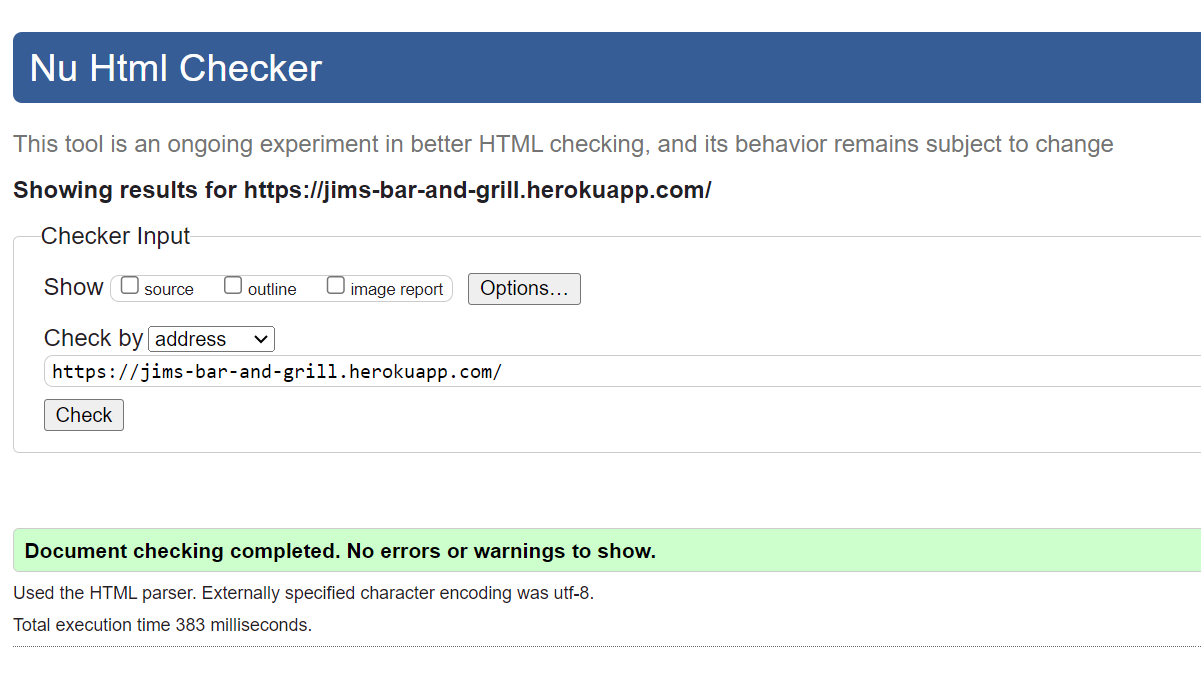 Nu Html Checker
This tool is an ongoing experiment in better HTML checking, and its behavior remains subject to change
Showing results for https://jims-bar-and-grill.herokuapp.com/
Checker Input
Show source outline image report Options...
Check by address
https://jims-bar-and-grill.herokuapp.com/
Check
Document checking completed. No errors or warnings to show.
Used the HTML parser. Externally specified character encoding was utf-8.
Total execution time 383 milliseconds.